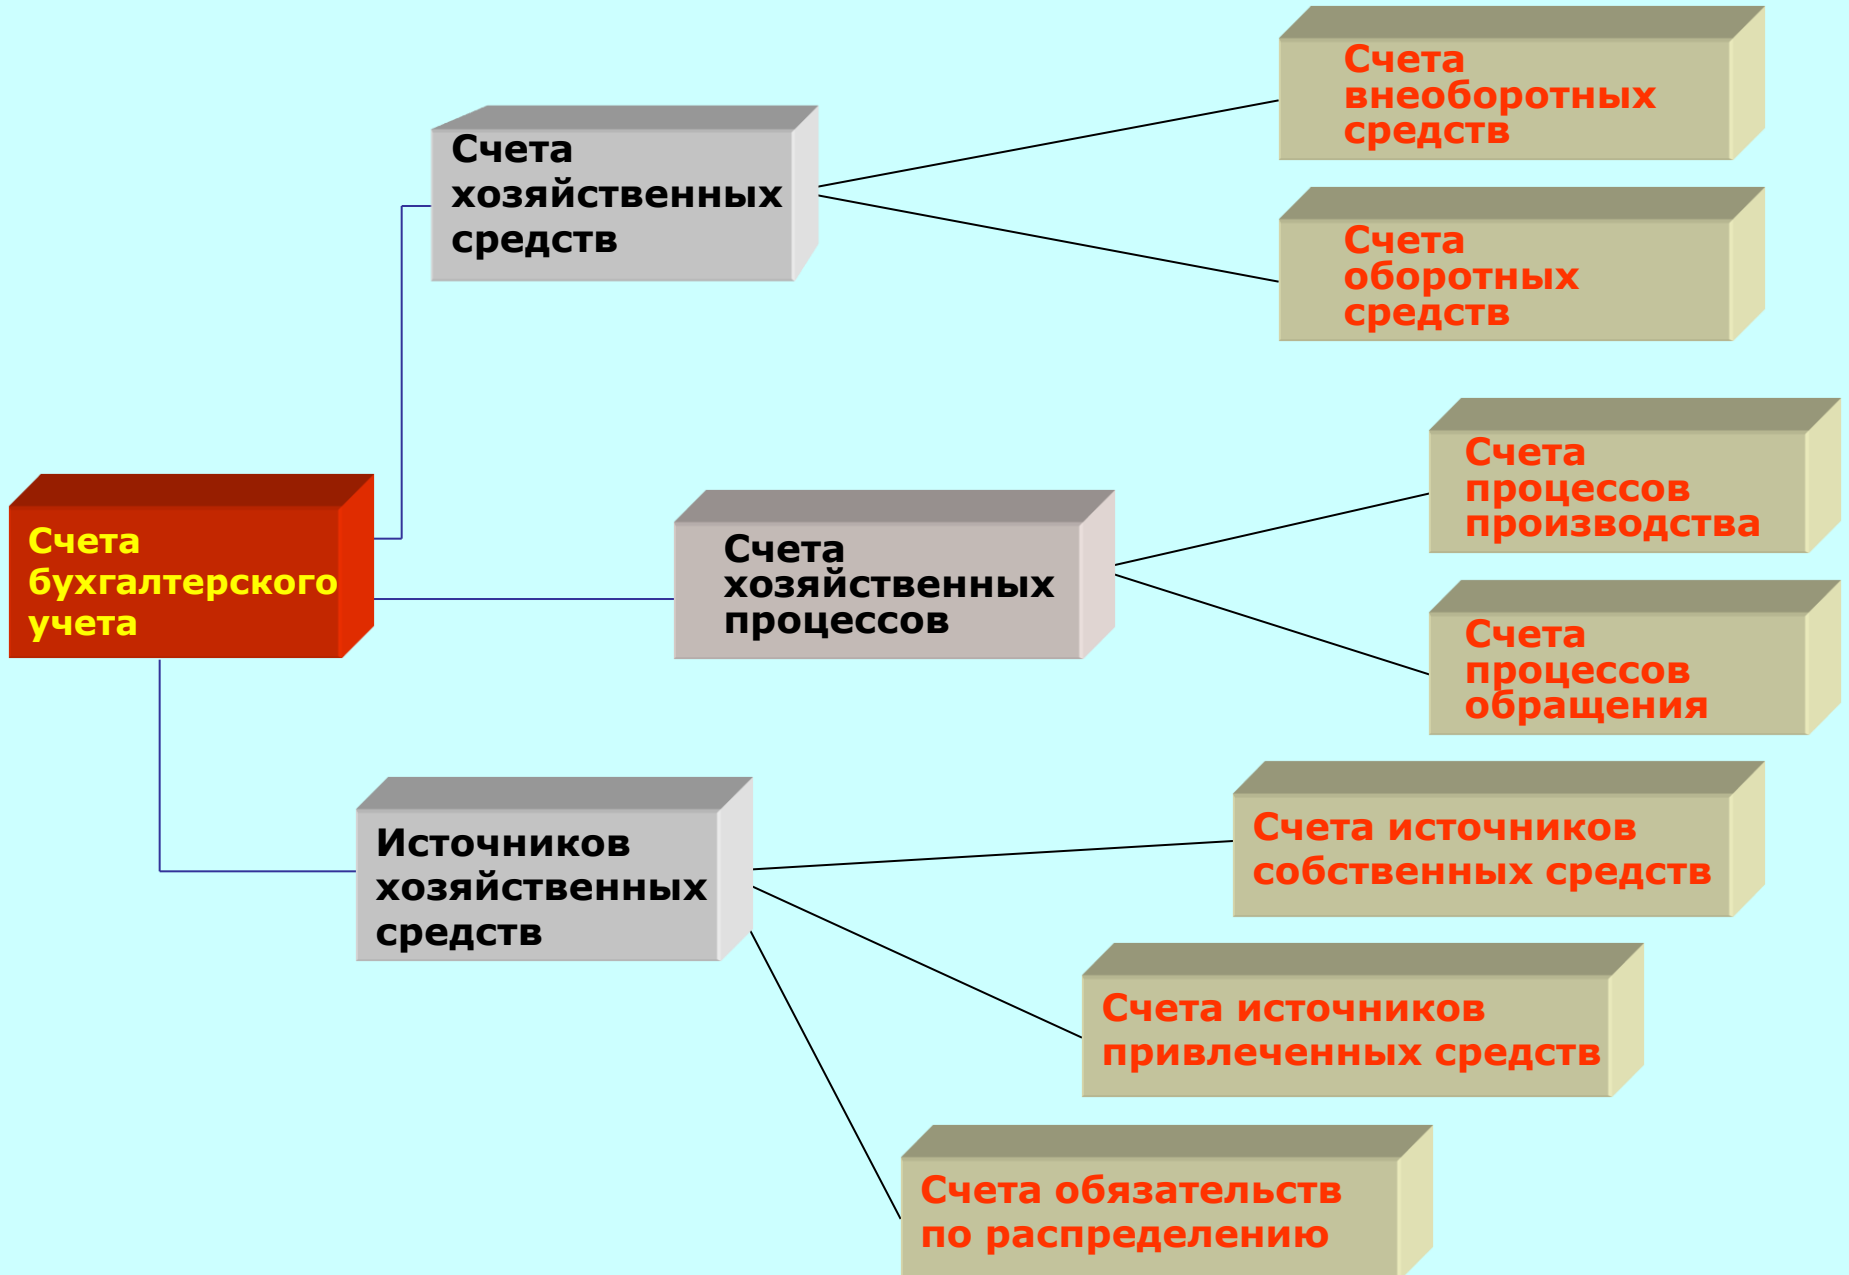 Счета
внеоборотных
средств
Счета
хозяйственных
средств
Счета
оборотных
средств
Счета
процессов
производства
Счета
бухгалтерского
учета
Счета
хозяйственных
процессов
Счета
процессов
обращения
Источников
хозяйственных
средств
Счета источников
собственных средств
Счета источников
привлеченных средств
Счета обязательств
по распределению